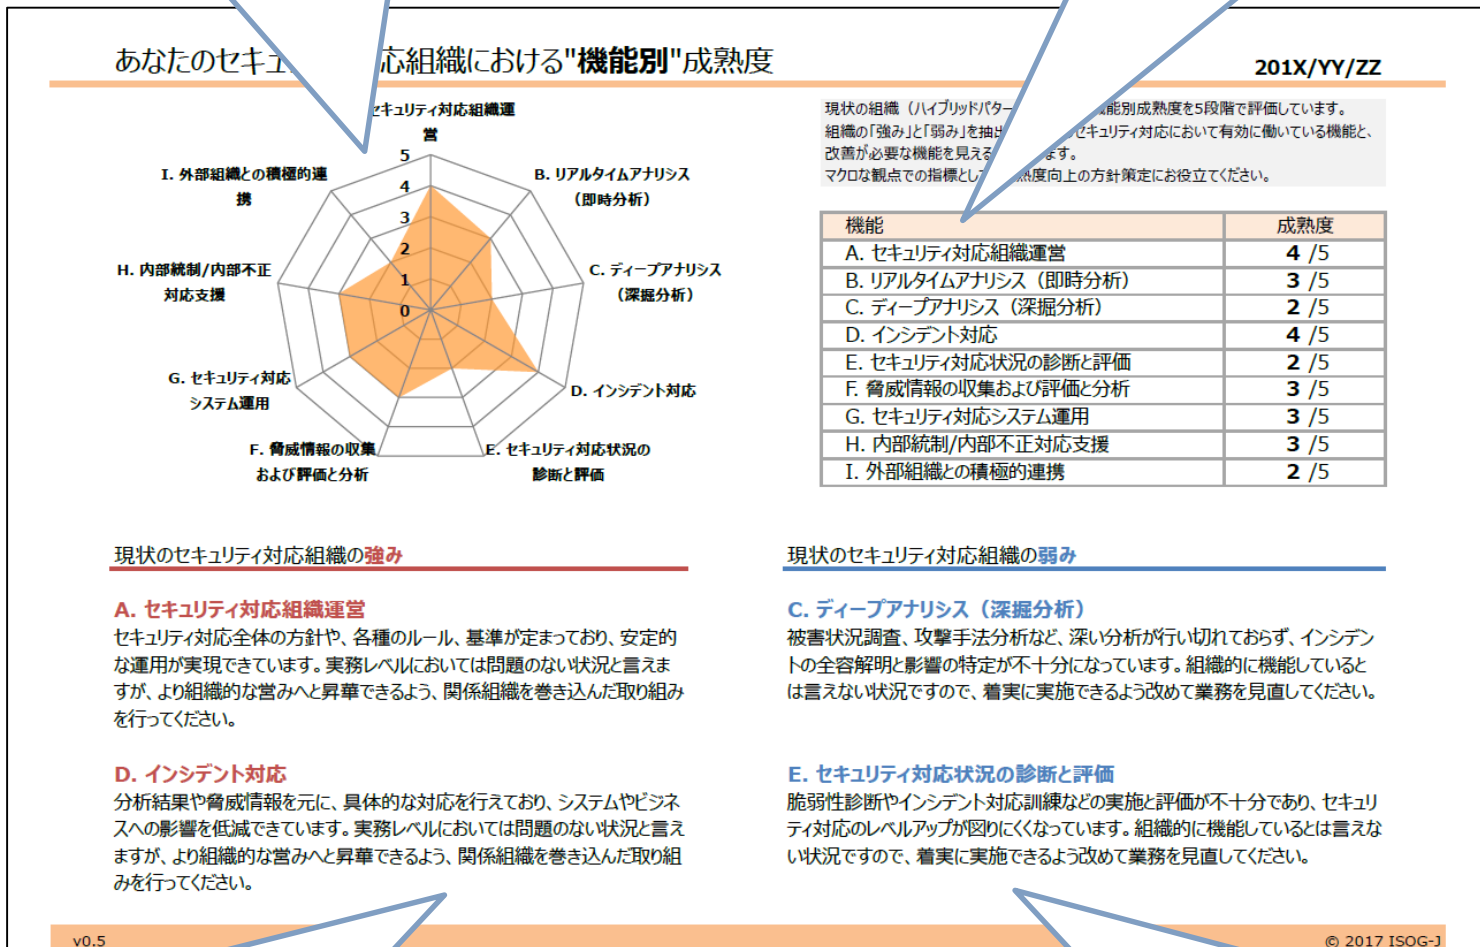 あなたのセキュ 応組織における"機能別"成熟度
201X/YY/ZZ
セキュリティ対応組織運
営
5
4
3
2
1
0
I. 外部組織との積極的連
携
B. リアルタイムアナリシス
(即時分析)
H. 内部統制/内部不正
対応支援
C. ディープアナリシス
(深掘分析)
G. セキュリティ対応
システム運用
D. インシデント対応
F. 脅威情報の収集
および評価と分析
E. セキュリティ対応状況の
診断と評価
現状の組織(ハイブリッドパター 能別成熟度を5段階で評価しています。
組織の「強み」と「弱み」を抽出 セキュリティ対応において有効に働いている機能と、
改善が必要な機能を見える ます。
マクロな観点での指標とし 熟度向上の方針策定にお役立てください。
機能 成熟度
A. セキュリティ対応組織運営 4 /5
B. リアルタイムアナリシス(即時分析) 3 /5
C. ディープアナリシス(深掘分析) 2 /5
D. インシデント対応 4 /5
E. セキュリティ対応状況の診断と評価 2 /5
F. 脅威情報の収集および評価と分析 3 /5
G. セキュリティ対応システム運用 3 /5
H. 内部統制/内部不正対応支援 3 /5
I. 外部組織との積極的連携 2 /5
現状のセキュリティ対応組織の強み
A. セキュリティ対応組織運営
セキュリティ対応全体の方針や、各種のルール、基準が定まっており、安定的
な運用が実現できています。実務レベルにおいては問題のない状況と言えま
すが、より組織的な営みへと昇華できるよう、関係組織を巻き込んだ取り組み
を行ってください。
D. インシデント対応
分析結果や脅威情報を元に、具体的な対応を行えており、システムやビジネ
スへの影響を低減できています。実務レベルにおいては問題のない状況と言え
ますが、より組織的な営みへと昇華できるよう、関係組織を巻き込んだ取り組
みを行ってください。
現状のセキュリティ対応組織の弱み
C. ディープアナリシス(深掘分析)
被害状況調査、攻撃手法分析など、深い分析が行い切れておらず、インシデン
トの全容解明と影響の特定が不十分になっています。組織的に機能していると
は言えない状況ですので、着実に実施できるよう改めて業務を見直してください。
E. セキュリティ対応状況の診断と評価
脆弱性診断やインシデント対応訓練などの実施と評価が不十分であり、セキュリ
ティ対応のレベルアップが図りにくくなっています。組織的に機能しているとは言えな
い状況ですので、着実に実施できるよう改めて業務を見直してください。
v0.5
© 2017 ISOG-J